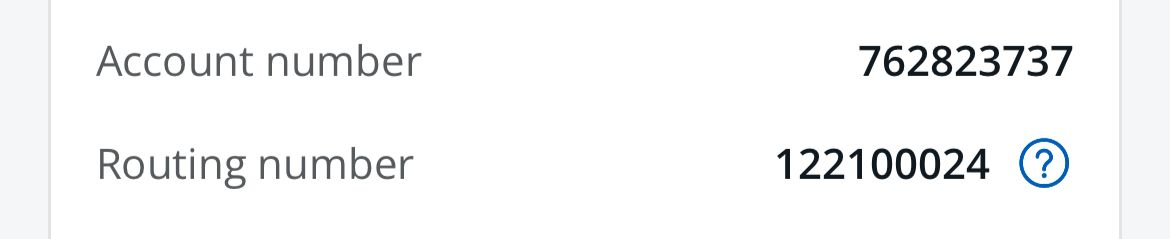 Account number 762823737
Routing number 122100024 ?